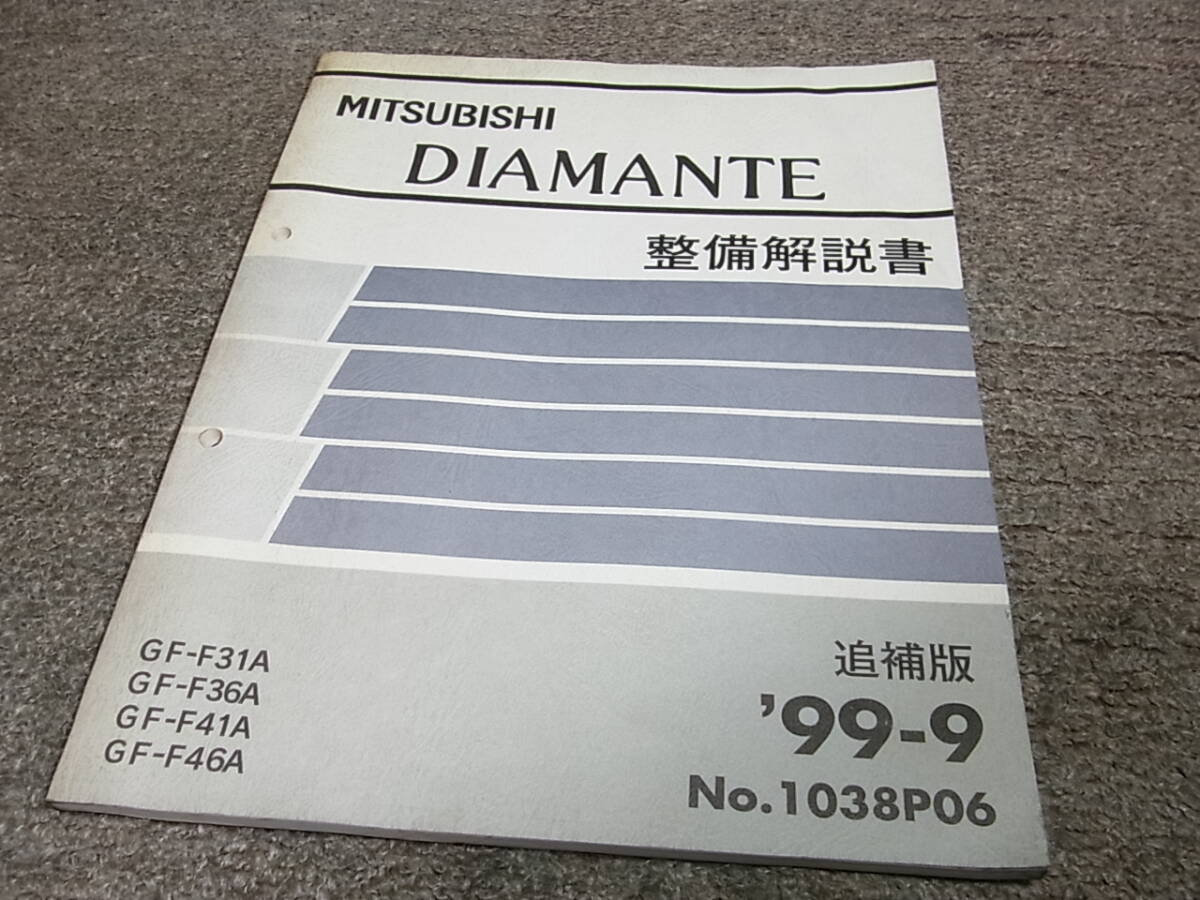 MITSUBISHI
DIAMANTE
整備解説書
GF-F31A
GF-F36A
GF-F41A
GF-F46A
追補版
’99-9
No.1038P06